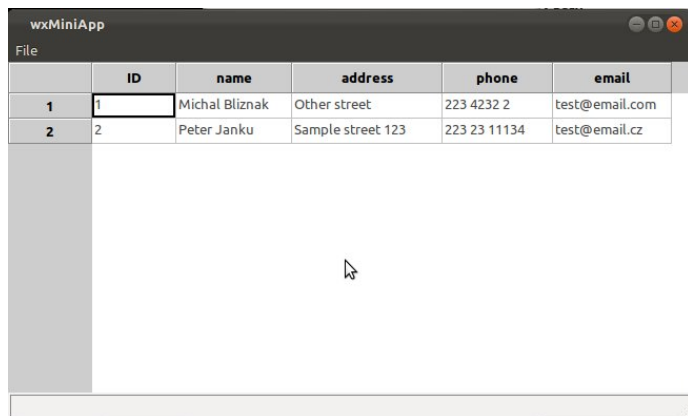 wxMiniApp
File
ID name address phone email
1 1 Michal Bliznak Other street 223 4232 2 test@email.com
2 2 Peter Janku Sample street 123 223 23 11134 test@email.cz